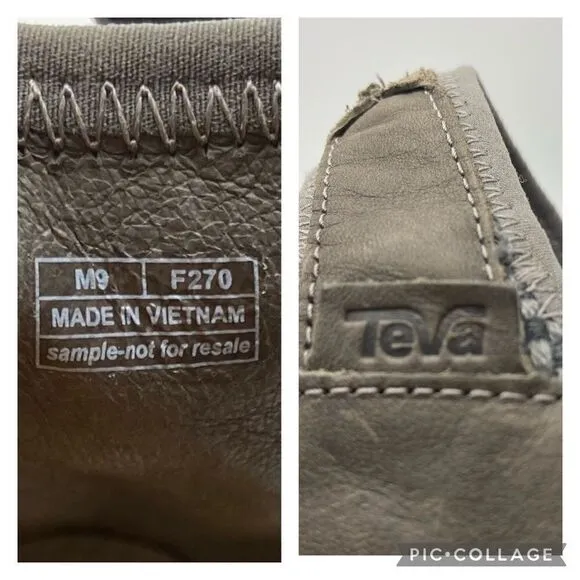 M9 F270
MADE IN VIETNAM
sample-not for resale
Teva
PIC•COLLAGE